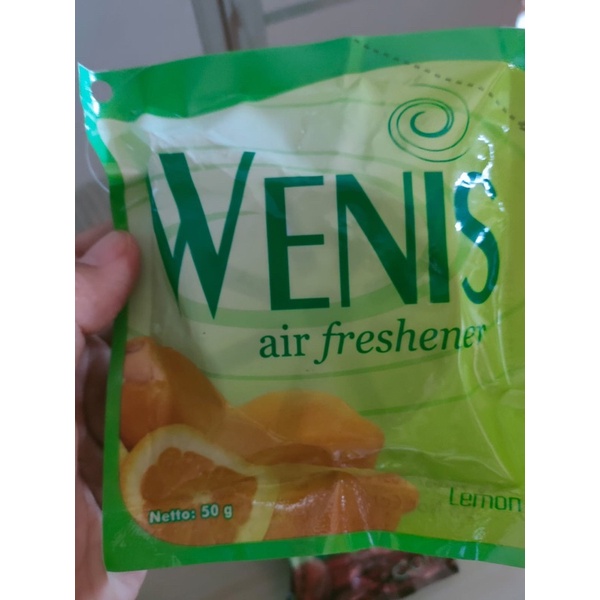 WENIS
air freshener
Lemon
Netto: 50 g